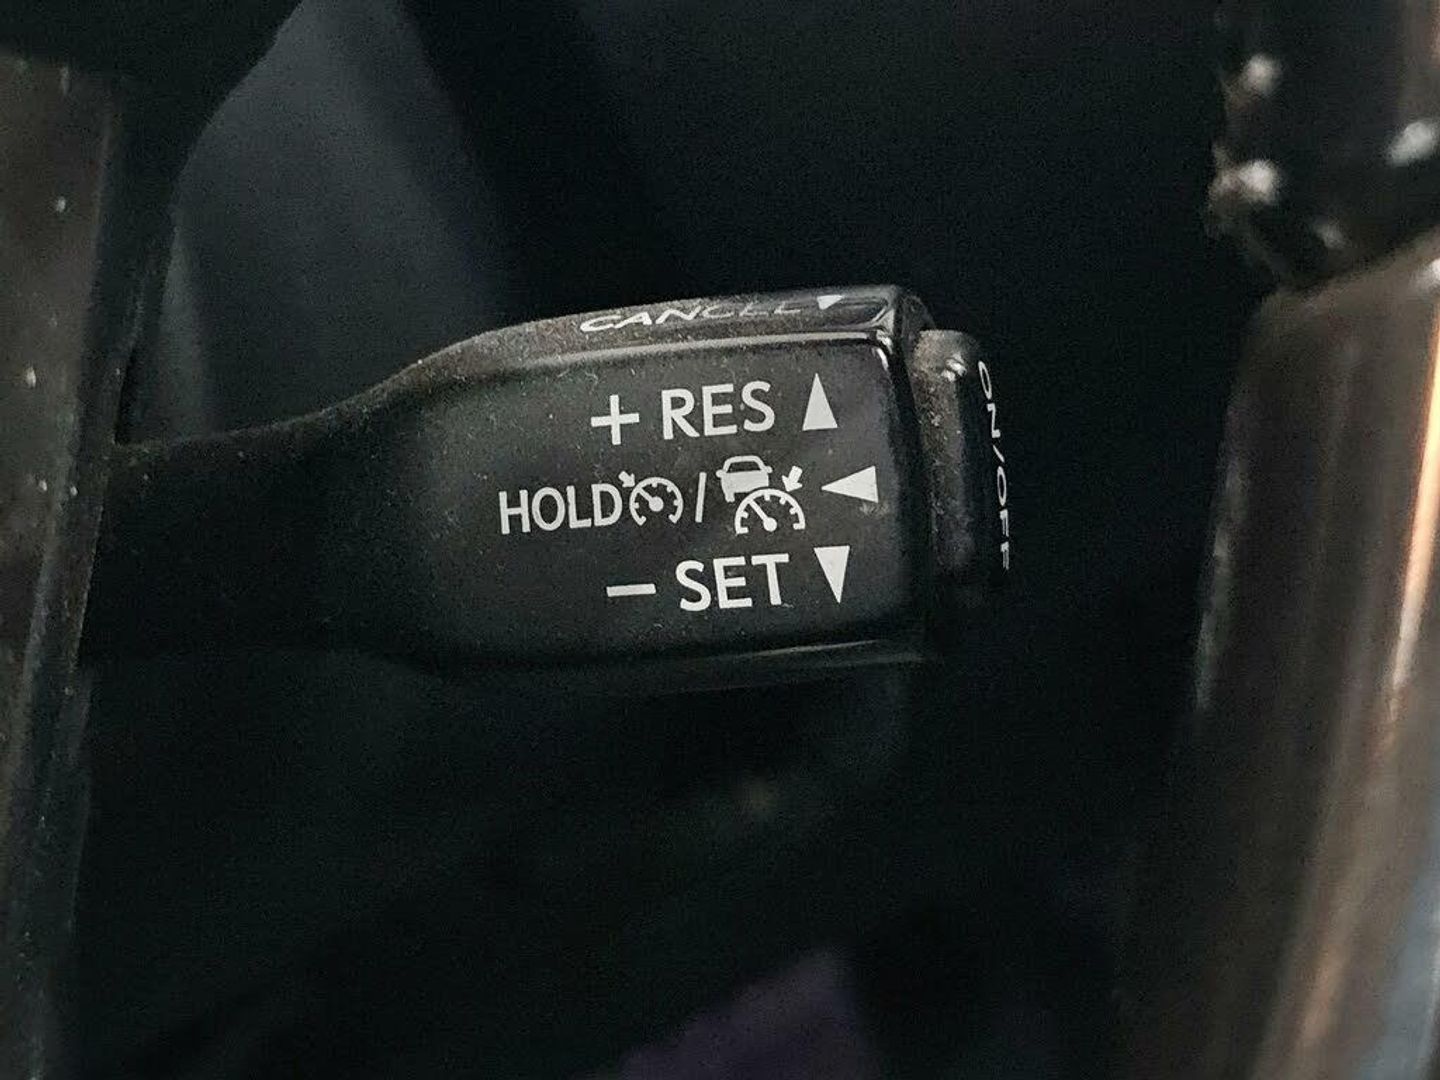 CANCEL
+ RES
HOLD /
− SET
ON/OFF